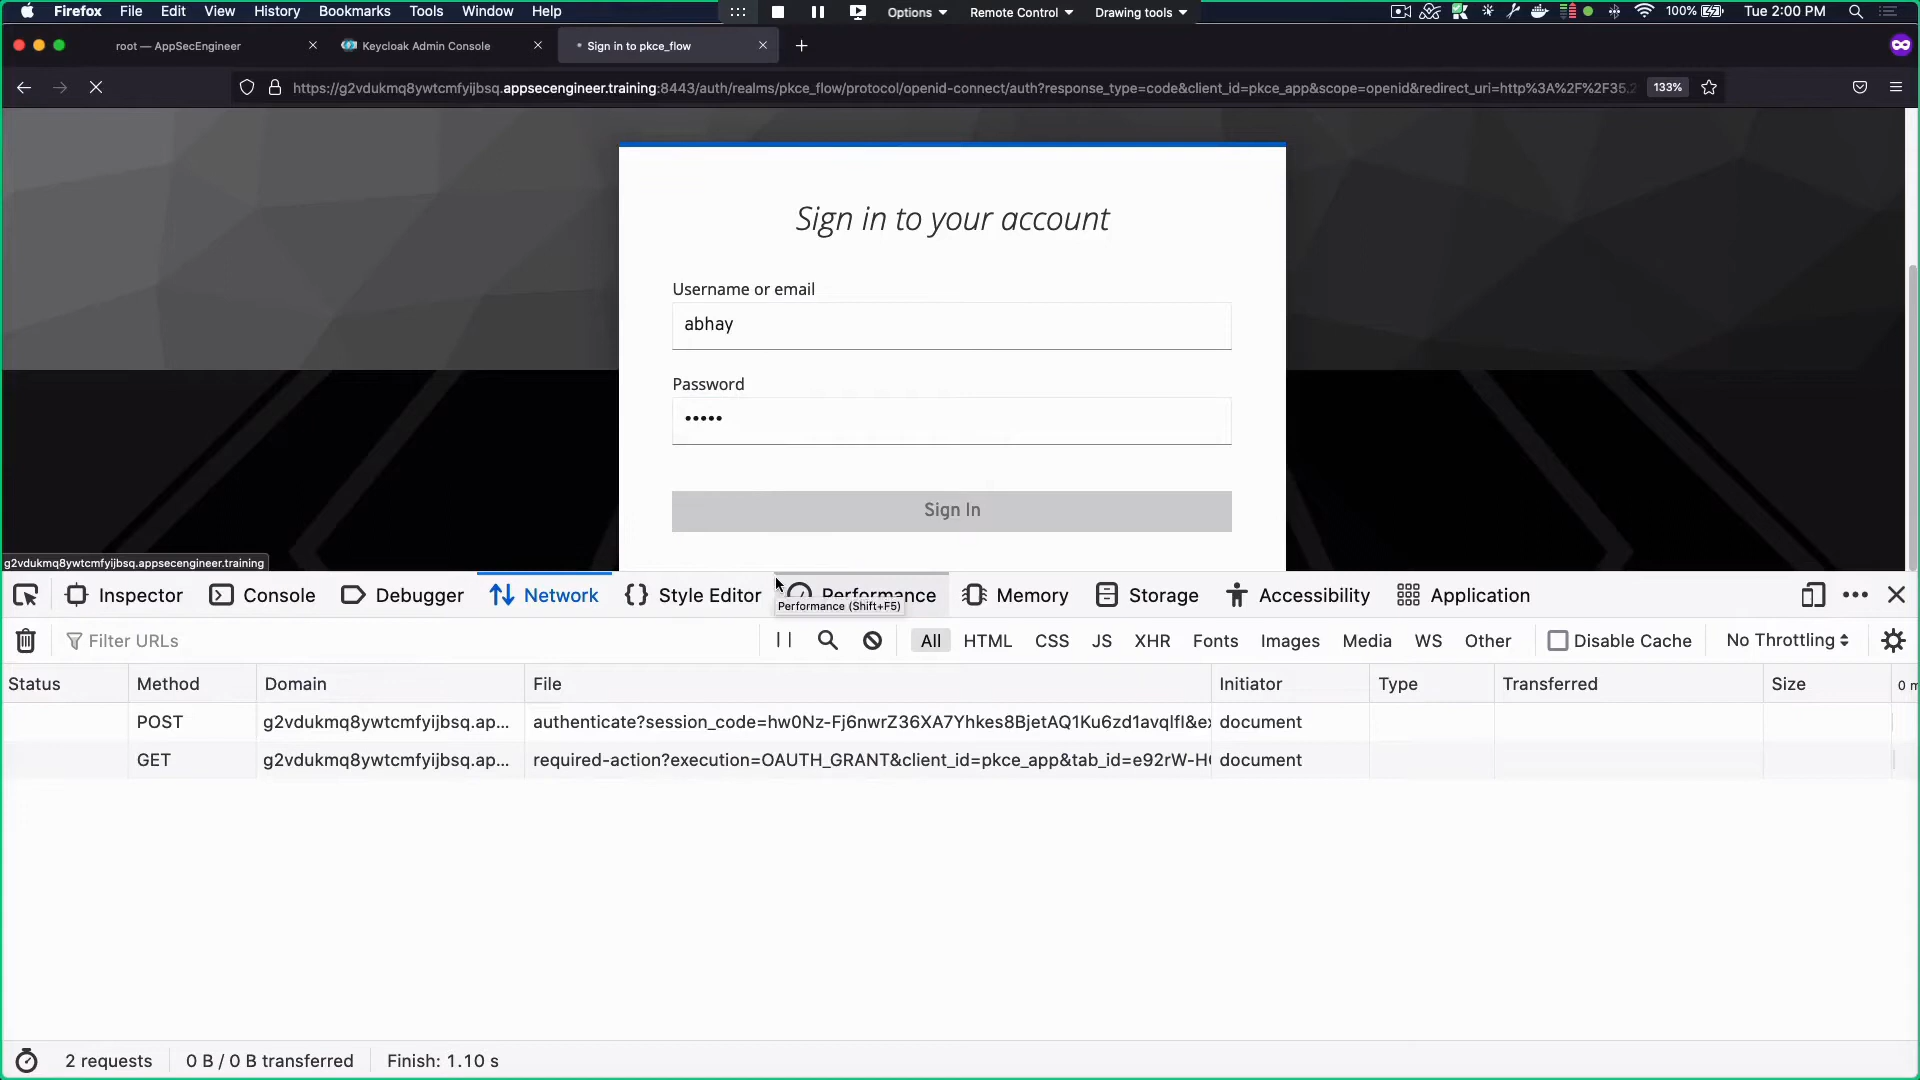 Firefox File Edit View History Bookmarks Tools Window Help Options Remote Control Drawing tools 100% Tue 2:00 PM
root — AppSecEngineer Keycloak Admin Console Sign in to pkce_flow
https://g2vdukmq8ywtcmfyijbsq.appsecengineer.training:8443/auth/realms/pkce_flow/protocol/openid-connect/auth?response_type=code&client_id=pkce_app&scope=openid&redirect_uri=http%3A%2F%2F35.2 133%
Sign in to your account
Username or email
abhay
Password
•••••
Sign In
g2vdukmq8ywtcmfyijbsq.appsecengineer.training
Inspector Console Debugger Network Style Editor Performance Memory Storage Accessibility Application
Performance (Shift+F5)
Filter URLs All HTML CSS JS XHR Fonts Images Media WS Other Disable Cache No Throttling
Status Method Domain File Initiator Type Transferred Size 0 m
POST g2vdukmq8ywtcmfyijbsq.ap... authenticate?session_code=hw0Nz-Fj6nwrZ36XA7Yhkes8BjetAQ1Ku6zd1avqlfI&ex document
GET g2vdukmq8ywtcmfyijbsq.ap... required-action?execution=OAUTH_GRANT&client_id=pkce_app&tab_id=e92rW-H document
2 requests 0 B / 0 B transferred Finish: 1.10 s